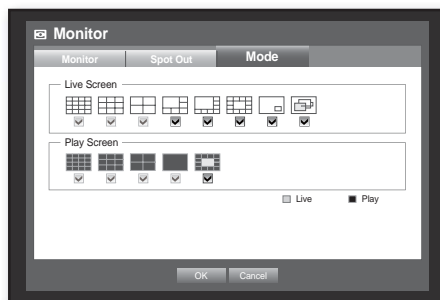 Monitor
Monitor Spot Out Mode
Live Screen
Play Screen
Live Play
OK Cancel